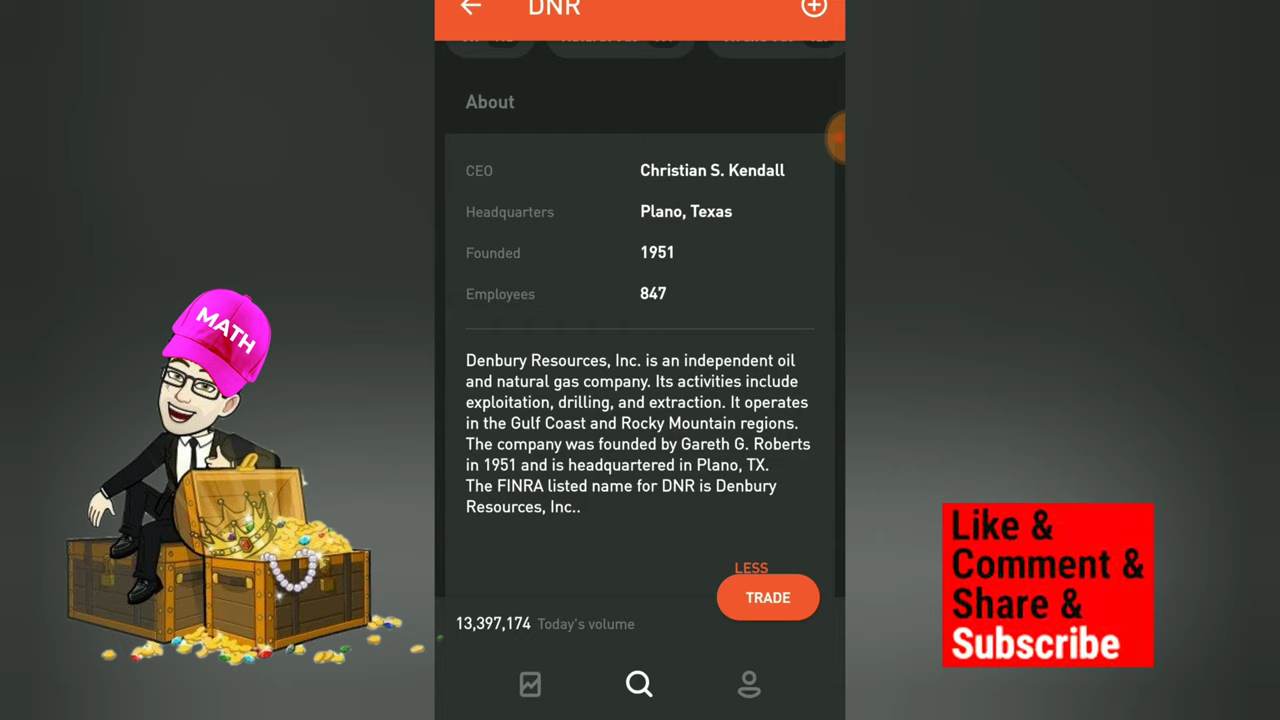 DNR
About
CEO Christian S. Kendall
Headquarters Plano, Texas
Founded 1951
Employees 847
Denbury Resources, Inc. is an independent oil
and natural gas company. Its activities include
exploitation, drilling, and extraction. It operates
in the Gulf Coast and Rocky Mountain regions.
The company was founded by Gareth G. Roberts
in 1951 and is headquartered in Plano, TX.
The FINRA listed name for DNR is Denbury
Resources, Inc..
LESS
TRADE
13,397,174 Today's volume
MATH
Like &
Comment &
Share &
Subscribe